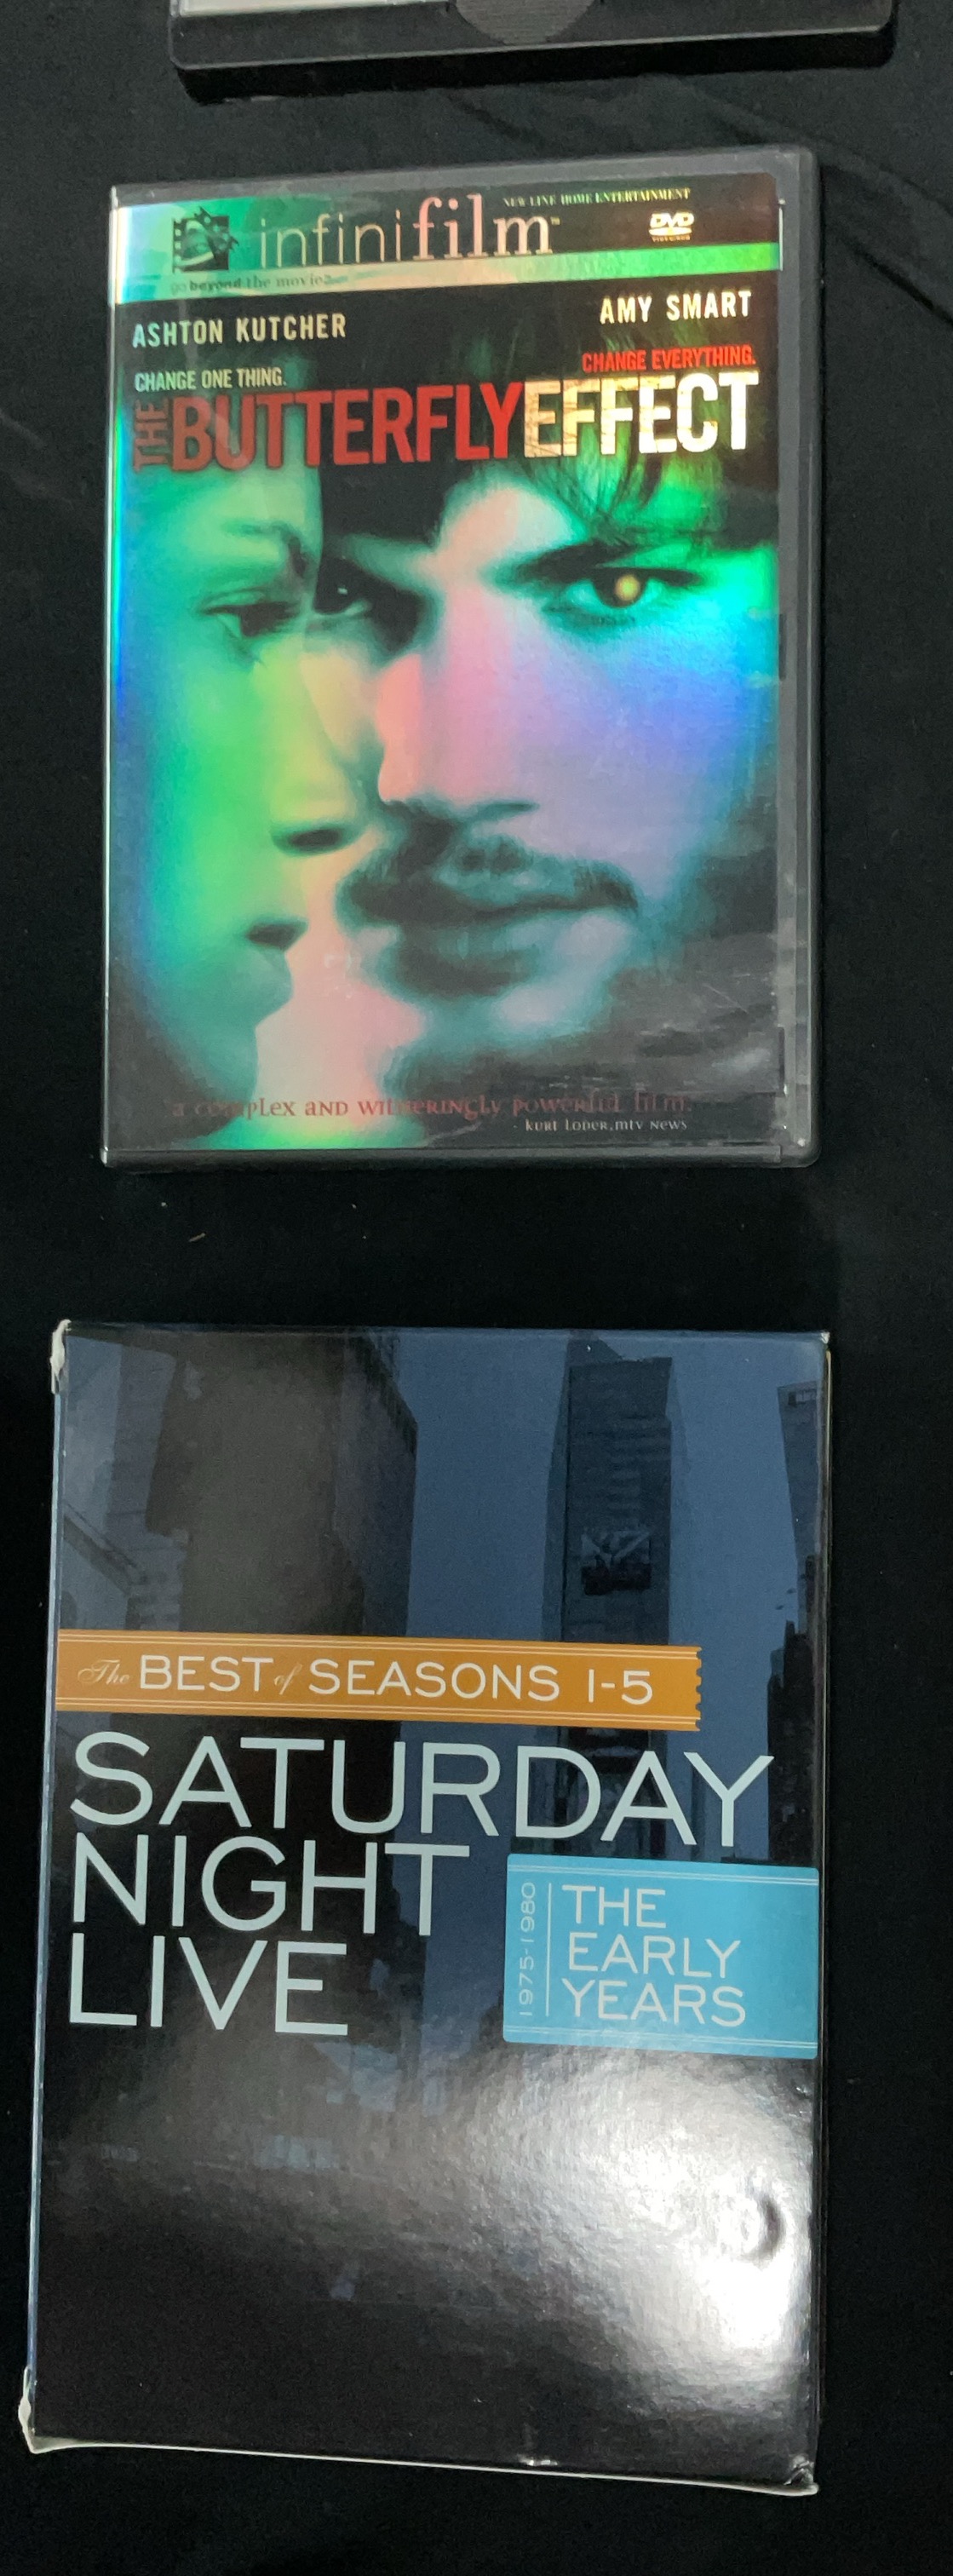 NEW LINE HOME ENTERTAINMENT
infinifilm™
DVD
VIDEO
go beyond the movie
ASHTON KUTCHER
AMY SMART
CHANGE ONE THING.
CHANGE EVERYTHING.
THE BUTTERFLY EFFECT
a complex AND WITHERINGLY POWERFUL film.
- KURT LODER, mtv NEWS
The BEST of SEASONS 1-5
SATURDAY
NIGHT
LIVE
1975-1980
THE
EARLY
YEARS